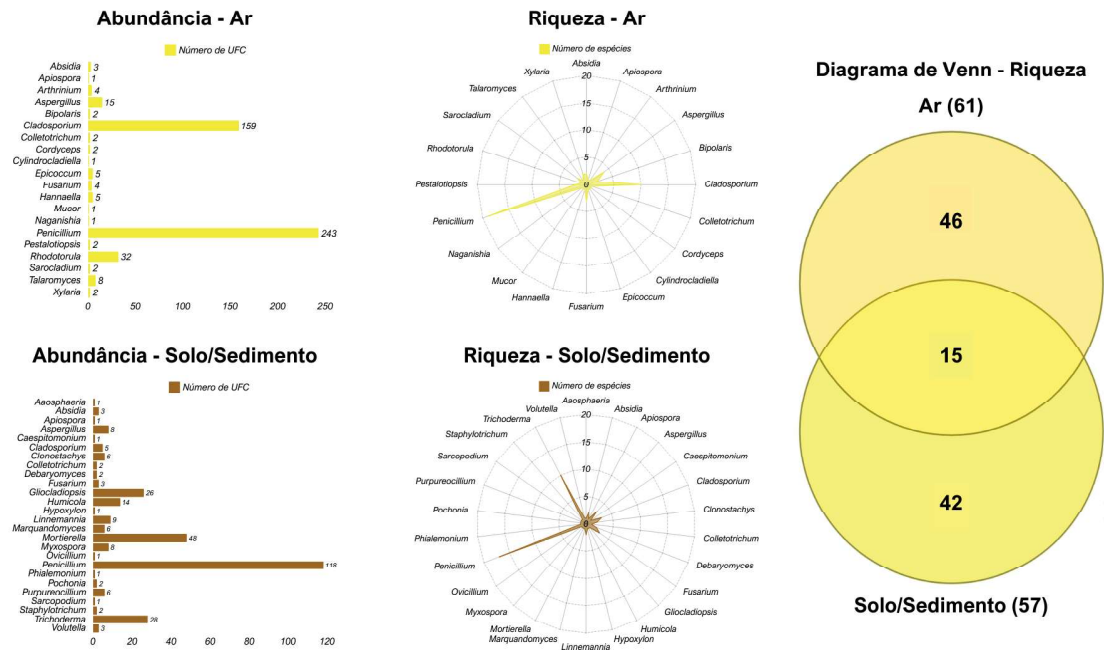 Abundância - Ar
Número de UFC
Absidia 3
Apiospora 1
Arthrinium 4
Aspergillus 15
Bipolaris 2
Cladosporium 159
Colletotrichum 2
Cordyceps 2
Cylindrocladiella 1
Epicoccum 5
Fusarium 4
Hannaella 5
Mucor 1
Naganishia 1
Penicillium 243
Pestalotiopsis 2
Rhodotorula 32
Sarocladium 2
Talaromyces 8
Xylaria 2
0 50 100 150 200 250
Riqueza - Ar
Número de espécies
Absidia
Apiospora
Arthrinium
Aspergillus
Bipolaris
Cladosporium
Colletotrichum
Cordyceps
Cylindrocladiella
Epicoccum
Fusarium
Hannaella
Mucor
Naganishia
Penicillium
Pestalotiopsis
Rhodotorula
Sarocladium
Talaromyces
Xylaria
20
15
10
5
0
Abundância - Solo/Sedimento
Número de UFC
Aaosphaeria 1
Absidia 3
Apiospora 1
Aspergillus 8
Caespitomonium 1
Cladosporium 5
Clonostachys 6
Colletotrichum 2
Debaryomyces 2
Fusarium 3
Gliocladiopsis 26
Humicola 14
Hypoxylon 1
Linnemannia 9
Marquandomyces 6
Mortierella 48
Myxospora 8
Ovicillium 1
Penicillium 118
Phialemonium 1
Pochonia 2
Purpureocillium 6
Sarcopodium 1
Staphylotrichum 2
Trichoderma 28
Volutella 3
0 20 40 60 80 100 120
Riqueza - Solo/Sedimento
Número de espécies
Aaosphaeria
Absidia
Apiospora
Aspergillus
Caespitomonium
Cladosporium
Clonostachys
Colletotrichum
Debaryomyces
Fusarium
Gliocladiopsis
Humicola
Hypoxylon
Linnemannia
Marquandomyces
Mortierella
Myxospora
Ovicillium
Penicillium
Phialemonium
Pochonia
Purpureocillium
Sarcopodium
Staphylotrichum
Trichoderma
Volutella
20
15
10
5
0
Diagrama de Venn - Riqueza
Ar (61)
46
15
42
Solo/Sedimento (57)